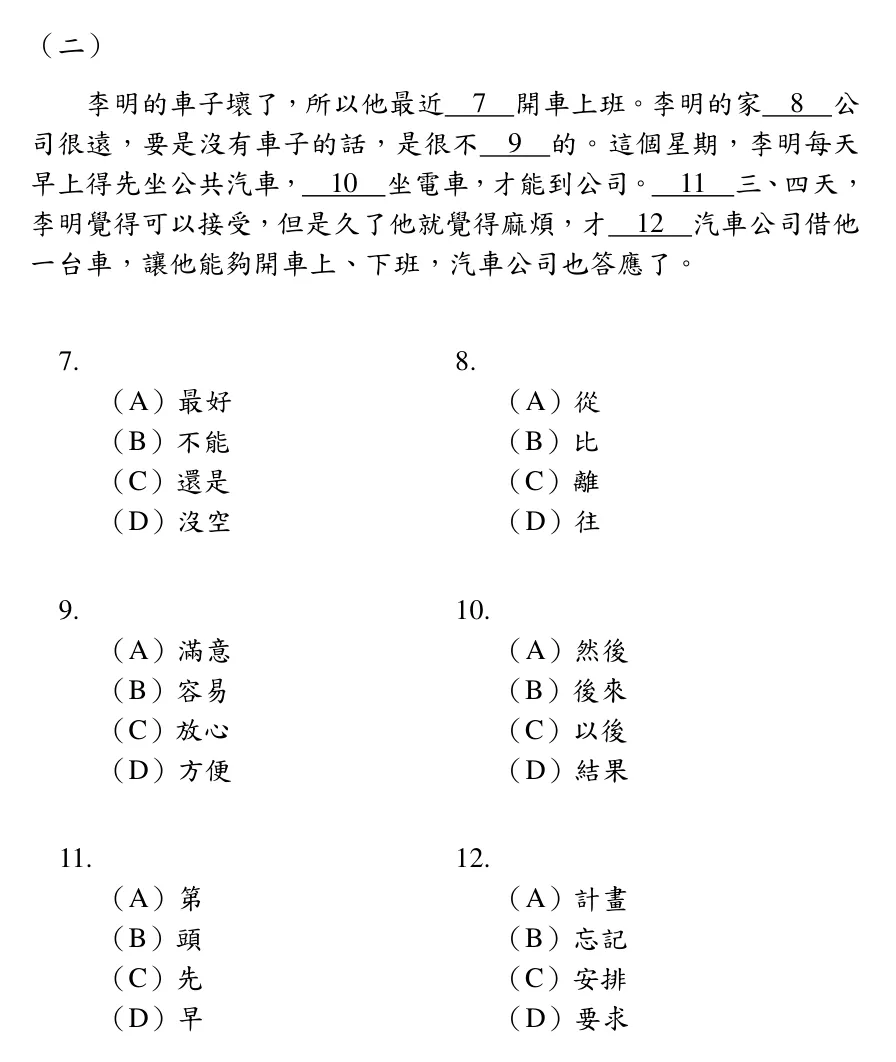 （二）
李明的車子壞了，所以他最近 7 開車上班。李明的家 8 公
司很遠，要是沒有車子的話，是很不 9 的。這個星期，李明每天
早上得先坐公共汽車， 10 坐電車，才能到公司。 11 三、四天，
李明覺得可以接受，但是久了他就覺得麻煩，才 12 汽車公司借他
一台車，讓他能夠開車上、下班，汽車公司也答應了。
7.
（A）最好
（B）不能
（C）還是
（D）沒空
8.
（A）從
（B）比
（C）離
（D）往
9.
（A）滿意
（B）容易
（C）放心
（D）方便
10.
（A）然後
（B）後來
（C）以後
（D）結果
11.
（A）第
（B）頭
（C）先
（D）早
12.
（A）計畫
（B）忘記
（C）安排
（D）要求